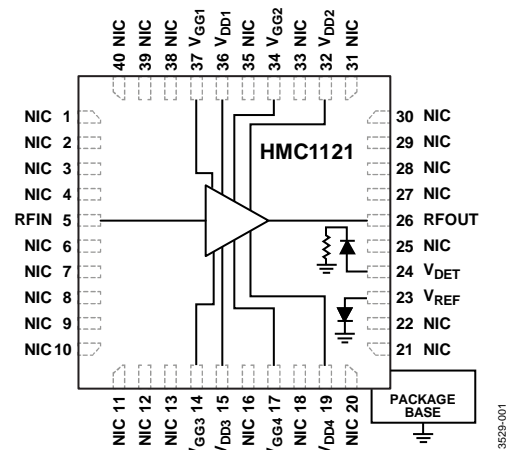 40 NIC
39 NIC
38 NIC
37 VGG1
36 VDD1
35 NIC
34 VGG2
33 NIC
32 VDD2
31 NIC
NIC 1
NIC 2
NIC 3
NIC 4
RFIN 5
NIC 6
NIC 7
NIC 8
NIC 9
NIC 10
HMC1121
30 NIC
29 NIC
28 NIC
27 NIC
26 RFOUT
25 NIC
24 VDET
23 VREF
22 NIC
21 NIC
NIC 11
NIC 12
NIC 13
VGG3 14
VDD3 15
NIC 16
VGG4 17
NIC 18
VDD4 19
NIC 20
PACKAGE
BASE
3529-001